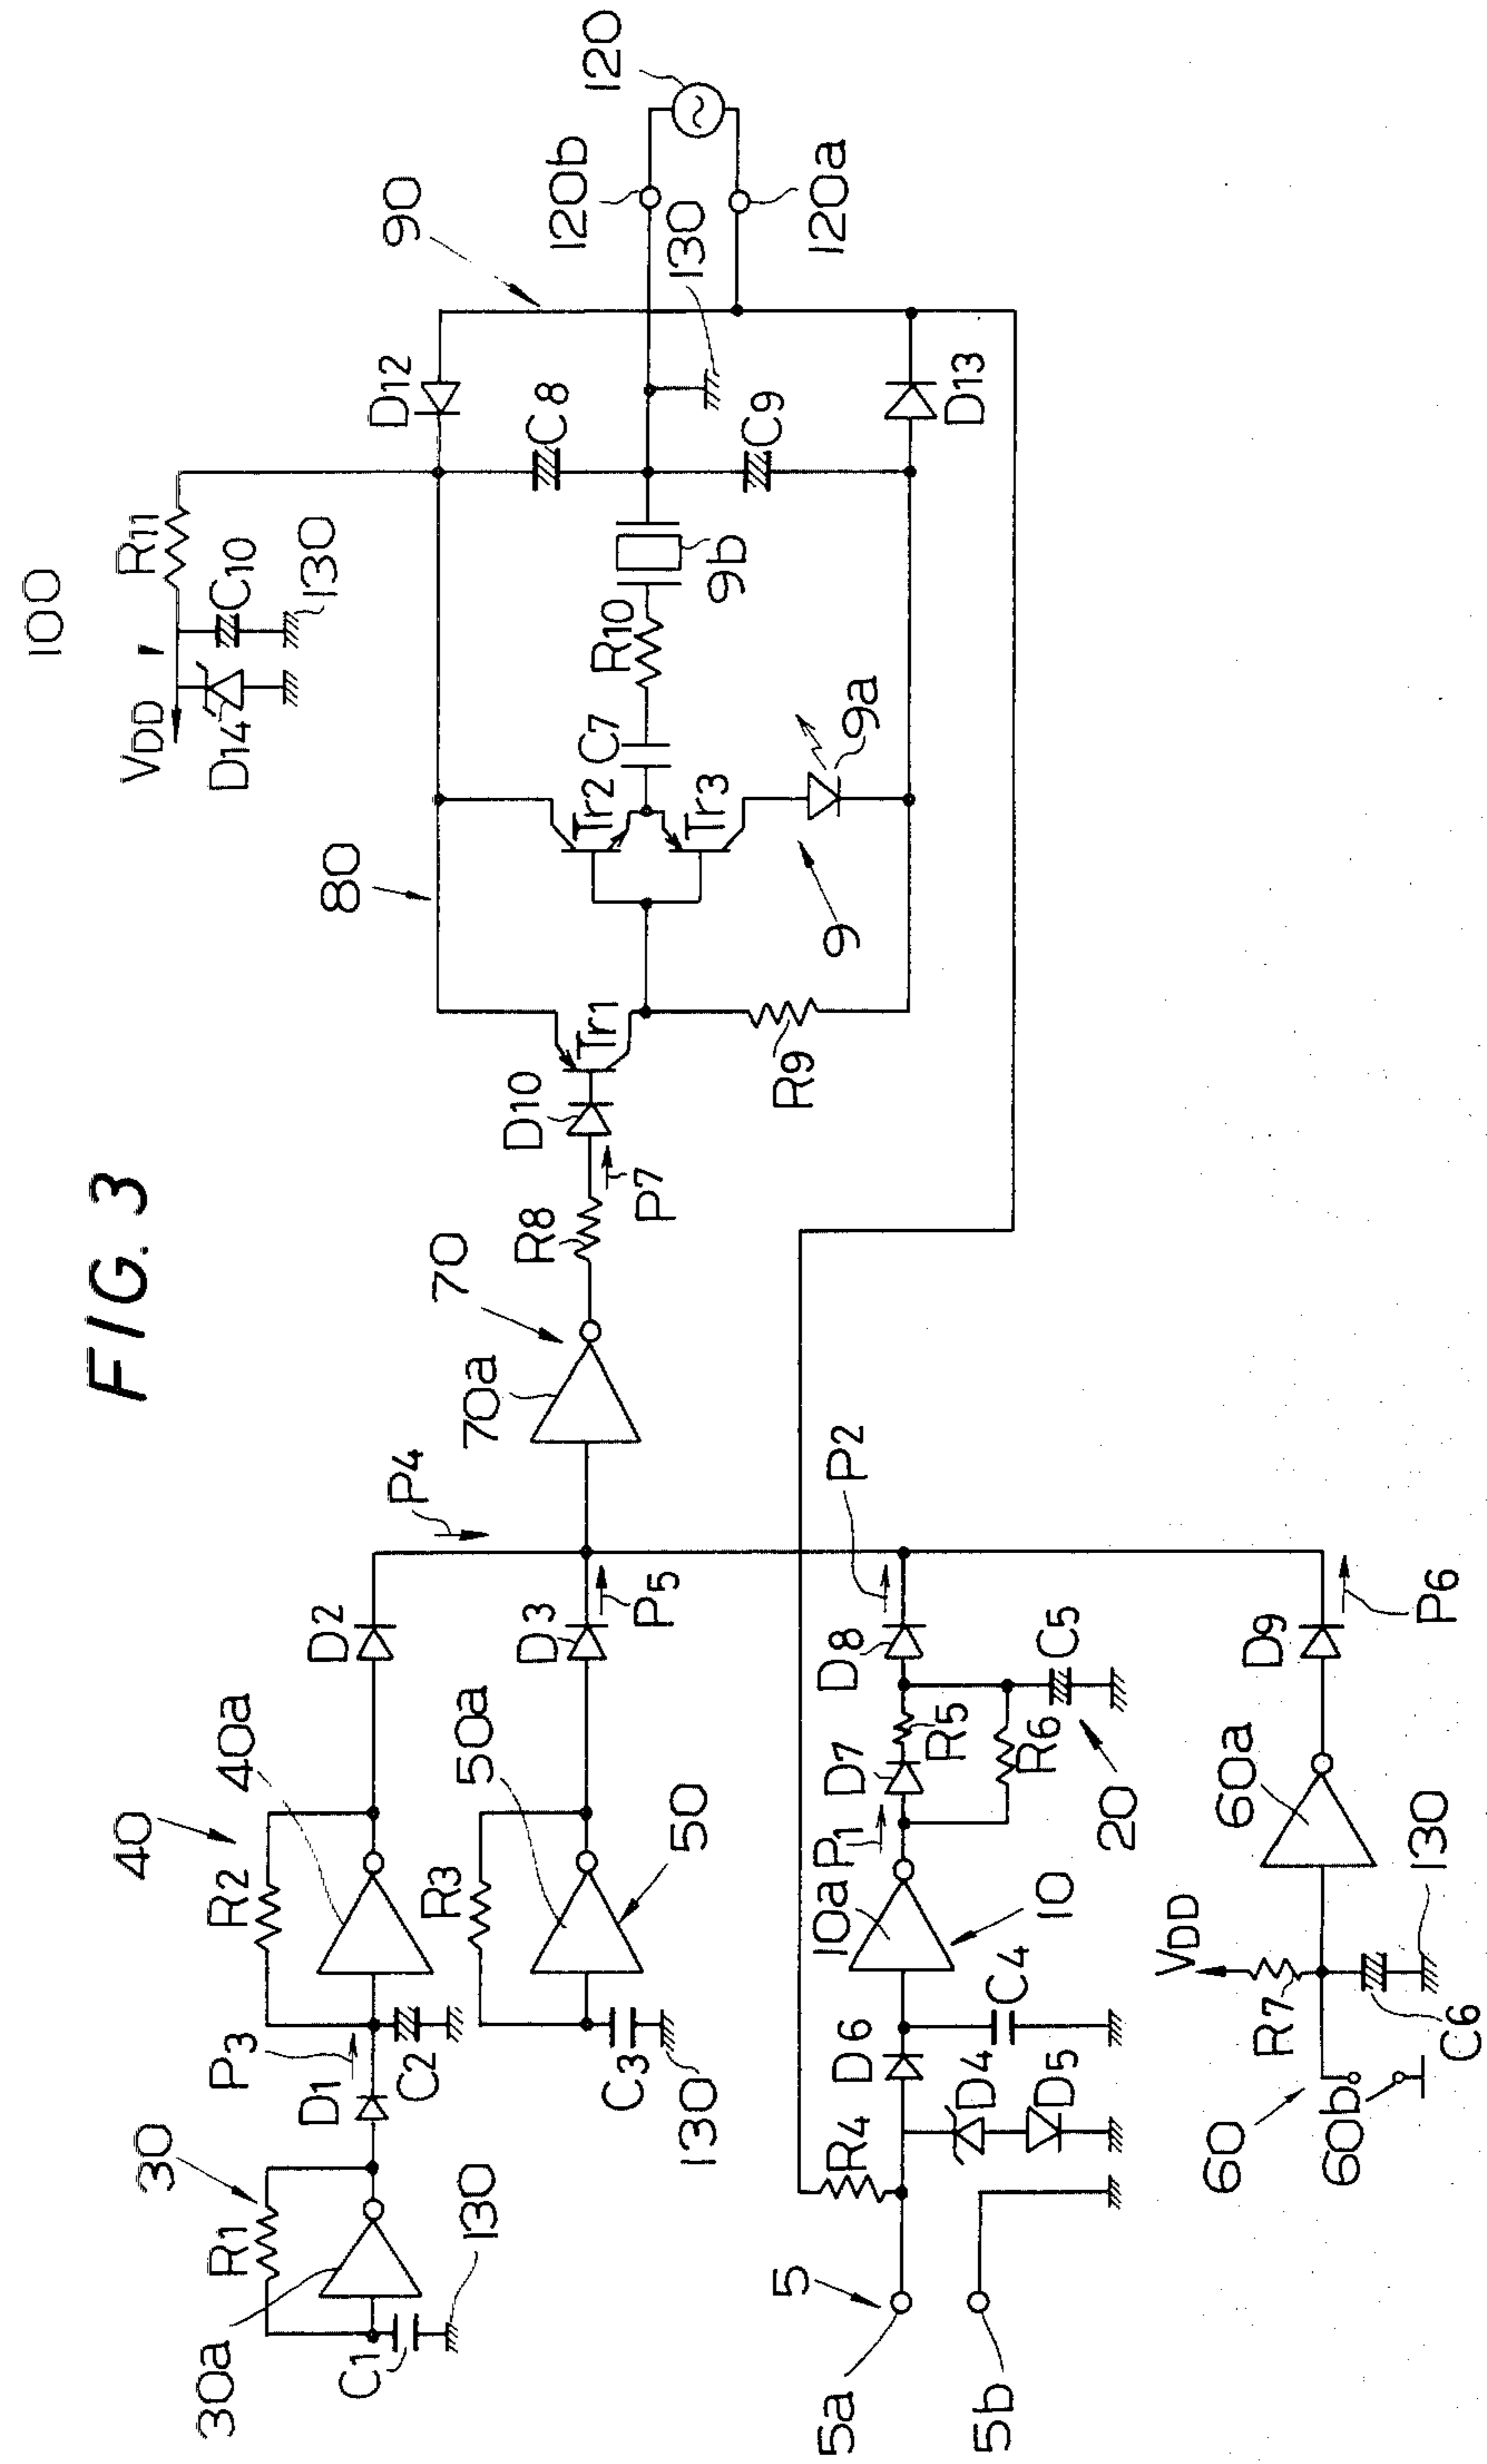 FIG. 3
100
120
120b
130
120a
90
D12
C8
C9
D13
R11
C10
130
VDD
D14
9b
R10
C7
Tr2
Tr3
9a
9
80
Tr1
R9
D10
P7
R8
70
70a
P4
P5
P2
P6
D2
D3
D8
C5
D9
40
40a
R2
50a
50
R3
D7
R5
R6
20
60a
P1
10a
10
C4
VDD
R7
C6
130
P3
D1
C2
C3
130
D6
D4
D5
R4
60
60b
30
R1
130
30a
C1
5
5a
5b